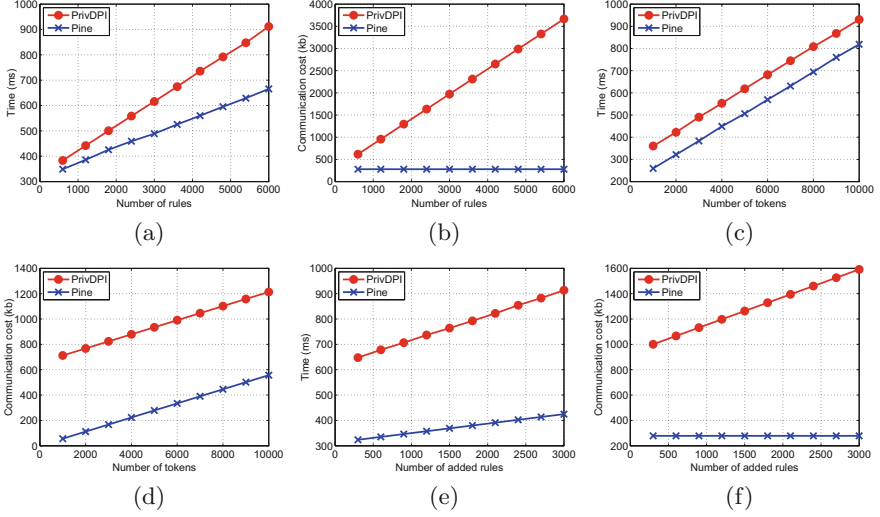 PrivDPI
Pine
Time (ms)
1000
900
800
700
600
500
400
300
0 1000 2000 3000 4000 5000 6000
Number of rules
(a)
PrivDPI
Pine
Communication cost (kb)
4000
3500
3000
2500
2000
1500
1000
500
0
0 1000 2000 3000 4000 5000 6000
Number of rules
(b)
PrivDPI
Pine
Time (ms)
1000
900
800
700
600
500
400
300
200
0 2000 4000 6000 8000 10000
Number of tokens
(c)
PrivDPI
Pine
Communication cost (kb)
1400
1200
1000
800
600
400
200
0
0 2000 4000 6000 8000 10000
Number of tokens
(d)
PrivDPI
Pine
Time (ms)
1000
900
800
700
600
500
400
300
0 500 1000 1500 2000 2500 3000
Number of added rules
(e)
PrivDPI
Pine
Communication cost (kb)
1600
1400
1200
1000
800
600
400
200
0 500 1000 1500 2000 2500 3000
Number of added rules
(f)